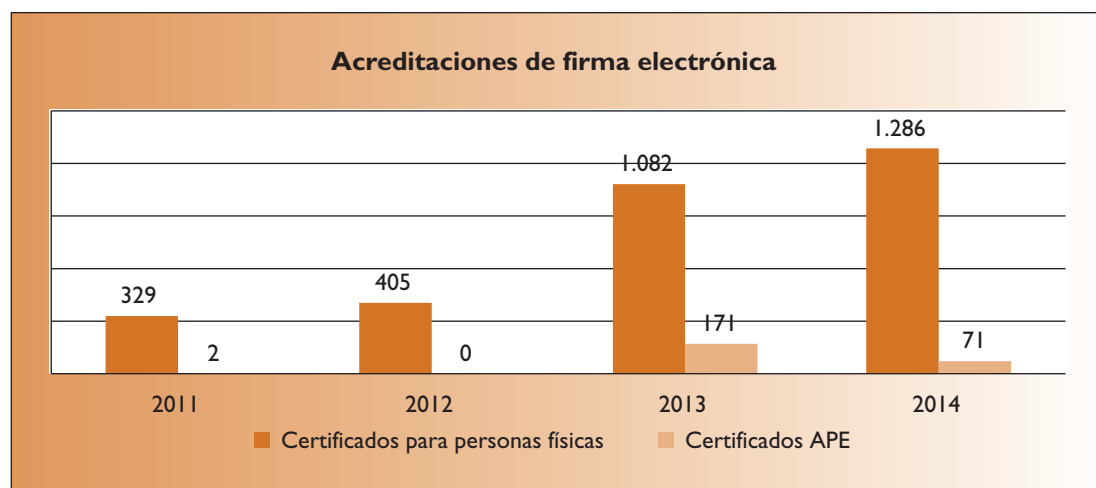 Acreditaciones de firma electrónica
1.286
1.082
405
329
171
71
2
0
2011 2012 2013 2014
Certificados para personas físicas Certificados APE